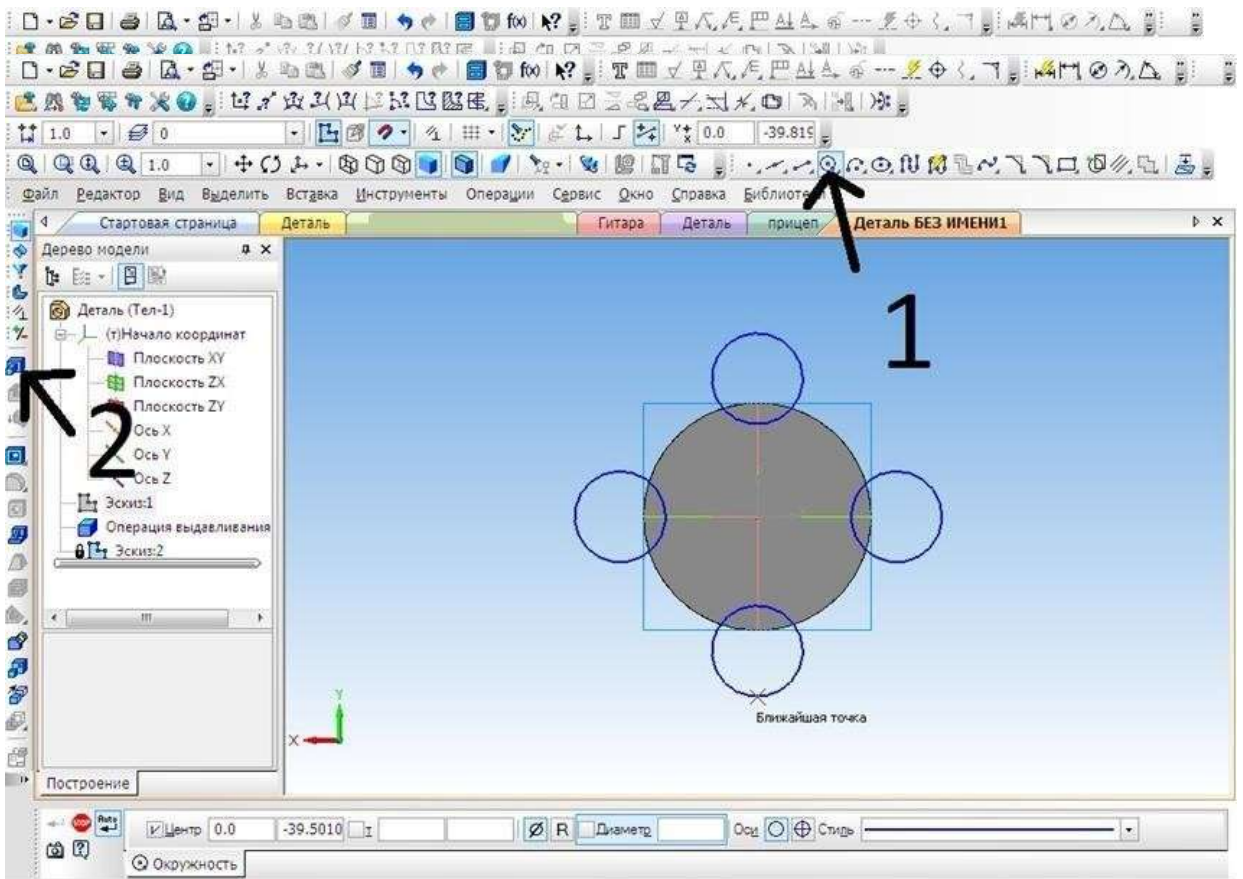 1.0 0 0.0 -39.819
1.0
Файл Редактор Вид Выделить Вставка Инструменты Операции Сервис Окно Справка
Стартовая страница Деталь Гитара Деталь прицеп Деталь БЕЗ ИМЕНИ1
Дерево модели
1
Деталь (Тел-1)
(т)Начало координат
Плоскость XY
Плоскость ZX
Плоскость ZY
2
Ось X
Ось Y
Ось Z
Эскиз:1
Операция выдавливания
Эскиз:2
Y
Ближайшая точка
X
Построение
Auto Центр 0.0 -39.5010 Ø R Диаметр Оси Стиль
Окружность